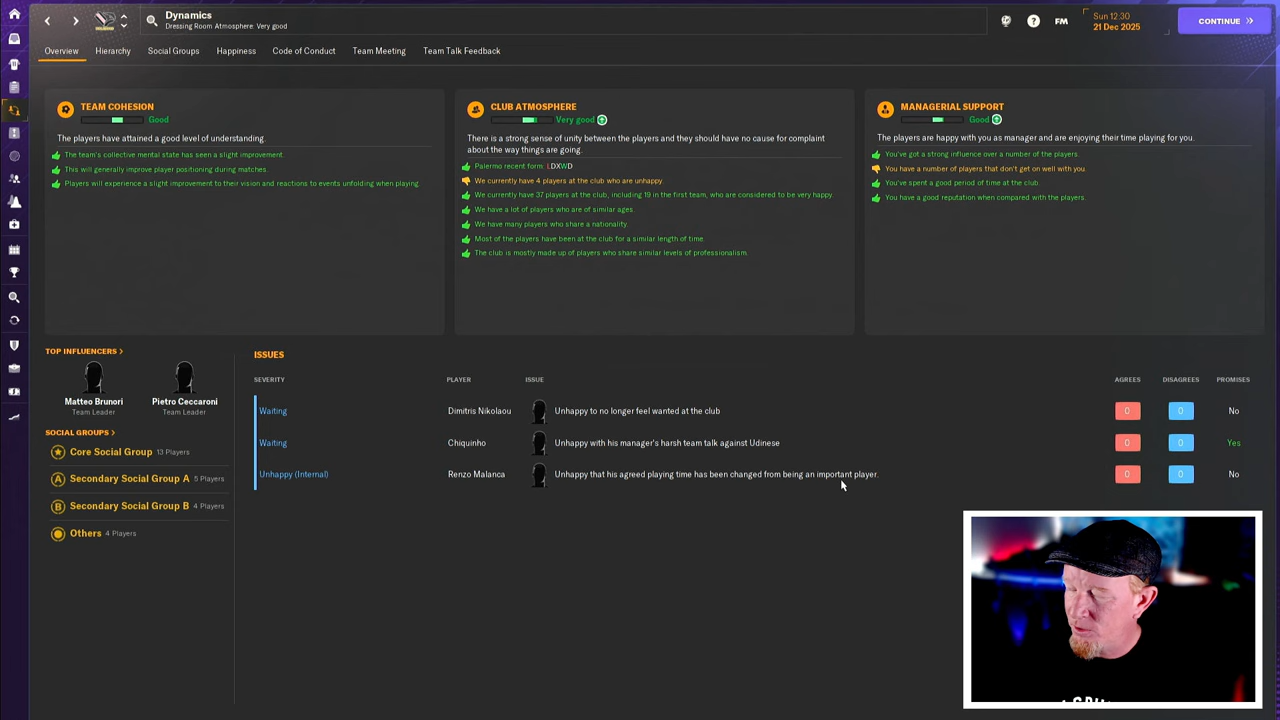 Dynamics
Dressing Room Atmosphere: Very good
FM
Sun 12:30
21 Dec 2025
CONTINUE
Overview
Hierarchy
Social Groups
Happiness
Code of Conduct
Team Meeting
Team Talk Feedback
TEAM COHESION
Good
The players have attained a good level of understanding.
The team's collective mental state has seen a slight improvement.
This will generally improve player positioning during matches.
Players will experience a slight improvement to their vision and reactions to events unfolding when playing.
CLUB ATMOSPHERE
Very good
There is a strong sense of unity between the players and they should have no cause for complaint
about the way things are going.
Palermo recent form: LDXWD
We currently have 4 players at the club who are unhappy.
We currently have 37 players at the club, including 19 in the first team, who are considered to be very happy.
We have a lot of players who are of similar ages.
We have many players who share a nationality.
Most of the players have been at the club for a similar length of time.
The club is mostly made up of players who share similar levels of professionalism.
MANAGERIAL SUPPORT
Good
The players are happy with you as manager and are enjoying their time playing for you.
You've got a strong influence over a number of the players.
You have a number of players that don't get on well with you.
You've spent a good period of time at the club.
You have a good reputation when compared with the players.
TOP INFLUENCERS >
Matteo Brunori
Team Leader
Pietro Ceccaroni
Team Leader
SOCIAL GROUPS >
Core Social Group 13 Players
A Secondary Social Group A 5 Players
B Secondary Social Group B 4 Players
Others 4 Players
ISSUES
SEVERITY PLAYER ISSUE AGREES DISAGREES PROMISES
Waiting Dimitris Nikolaou Unhappy to no longer feel wanted at the club 0 0 No
Waiting Chiquinho Unhappy with his manager's harsh team talk against Udinese 0 0 Yes
Unhappy (Internal) Renzo Malanca Unhappy that his agreed playing time has been changed from being an important player. 0 0 No